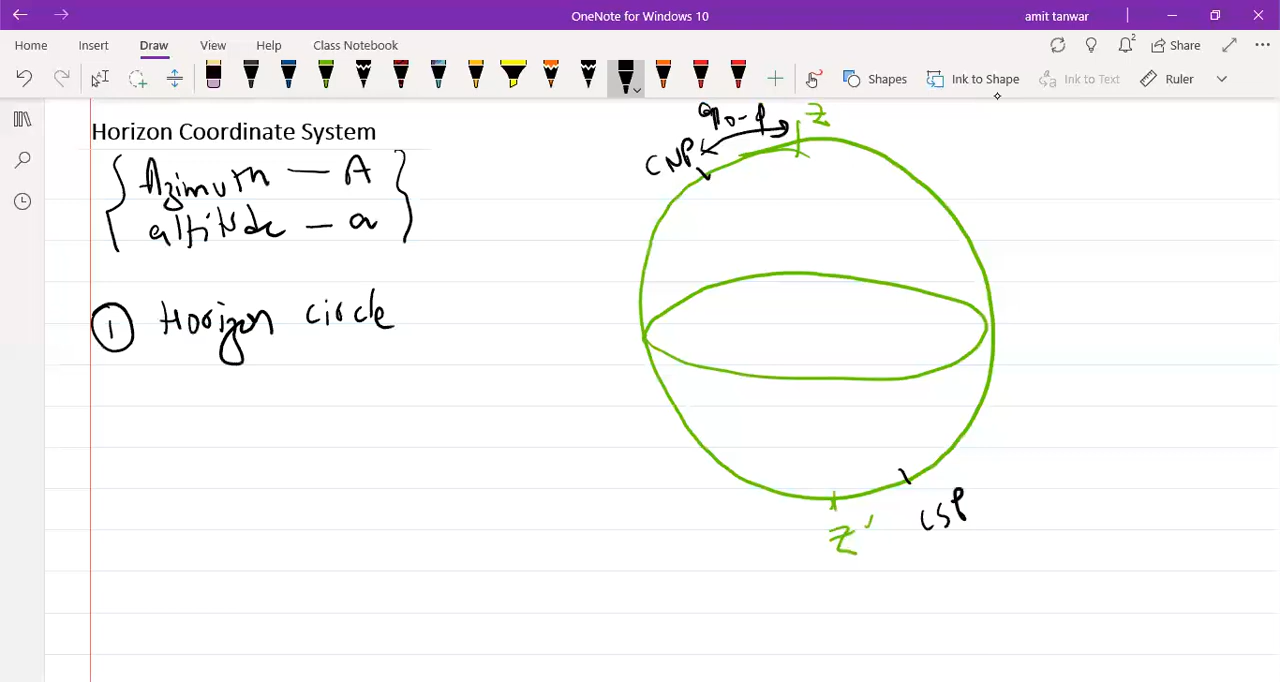 OneNote for Windows 10
amit tanwar
Home Insert Draw View Help Class Notebook
Share
Shapes Ink to Shape Ink to Text Ruler
Horizon Coordinate System
Azimuth — A
altitude — a
1 Horizon circle
90-φ
Z
CNP
CSP
Z'